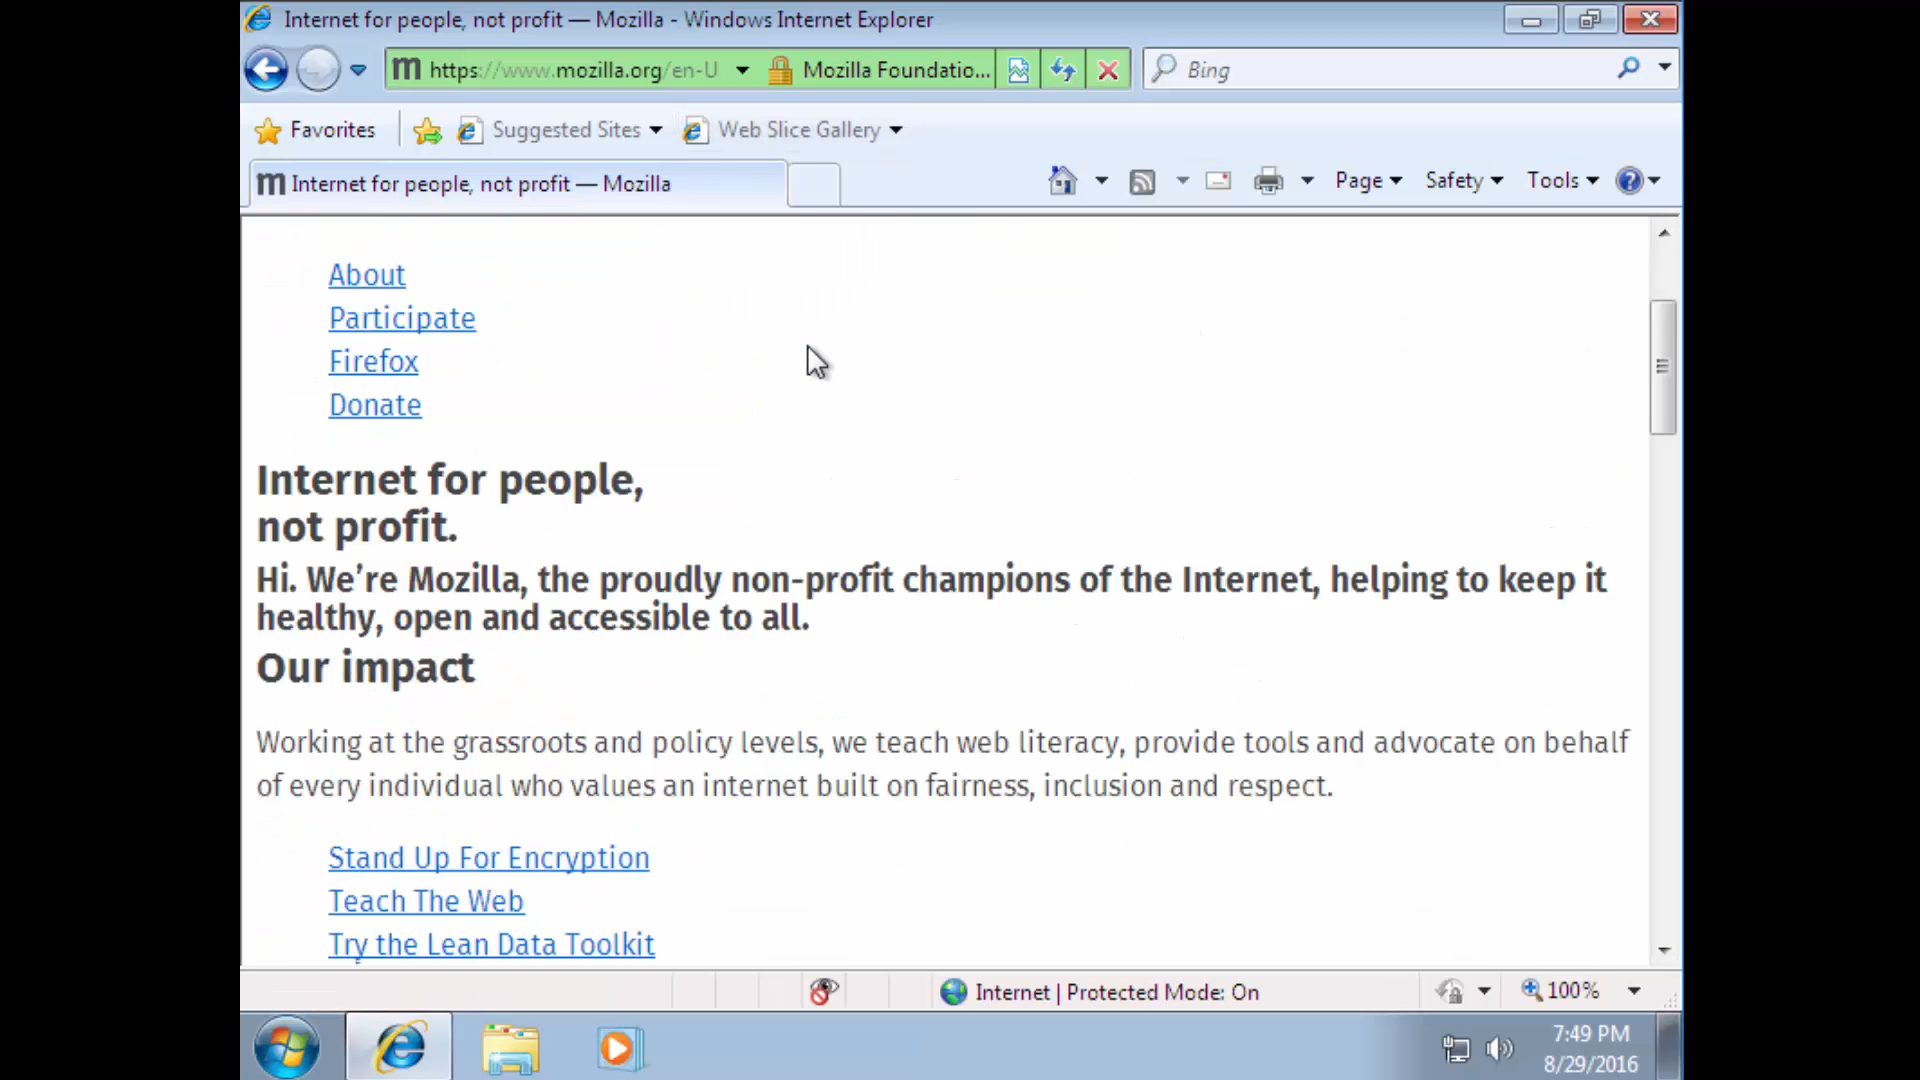 Internet for people, not profit — Mozilla - Windows Internet Explorer
m https://www.mozilla.org/en-U Mozilla Foundatio... Bing
Favorites Suggested Sites Web Slice Gallery
m Internet for people, not profit — Mozilla Page Safety Tools
About
Participate
Firefox
Donate
Internet for people,
not profit.
Hi. We’re Mozilla, the proudly non-profit champions of the Internet, helping to keep it
healthy, open and accessible to all.
Our impact
Working at the grassroots and policy levels, we teach web literacy, provide tools and advocate on behalf
of every individual who values an internet built on fairness, inclusion and respect.
Stand Up For Encryption
Teach The Web
Try the Lean Data Toolkit
Internet | Protected Mode: On 100%
7:49 PM
8/29/2016